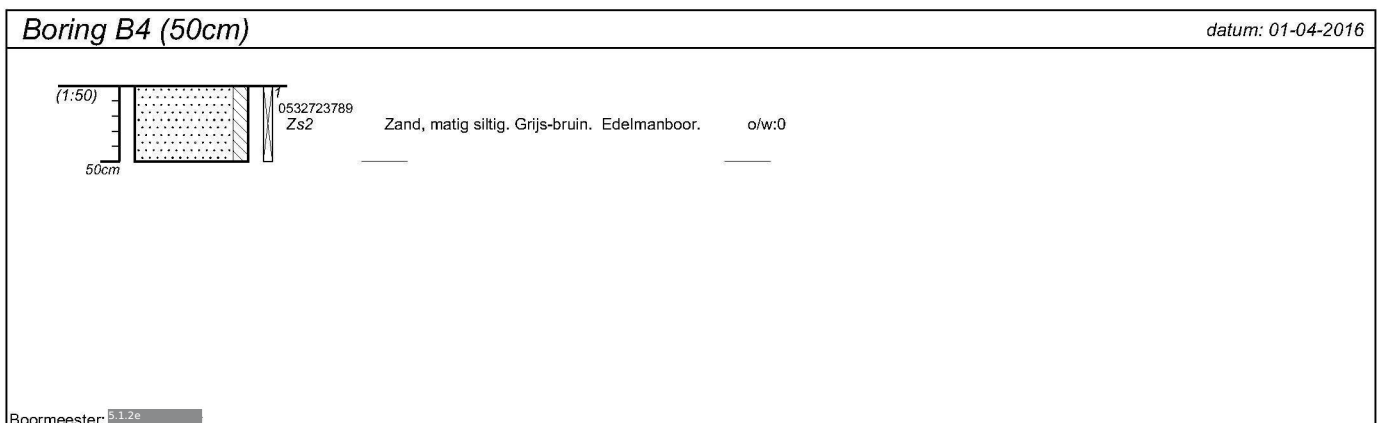 Boring B4 (50cm)
datum: 01-04-2016
(1:50)
1
0532723789
Zs2
Zand, matig siltig. Grijs-bruin. Edelmanboor.
o/w:0
50cm
Boormeester: 5.1.2e